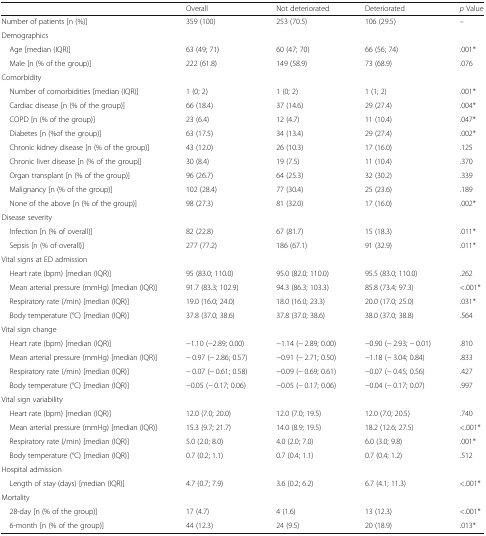 Overall Not deteriorated Deteriorated p Value
Number of patients [n (%)] 359 (100) 253 (70.5) 106 (29.5) –
Demographics
Age [median (IQR)] 63 (49; 71) 60 (47; 70) 66 (56; 74) .001*
Male [n (% of the group)] 222 (61.8) 149 (58.9) 73 (68.9) .076
Comorbidity
Number of comorbidities [median (IQR)] 1 (0; 2) 1 (0; 2) 1 (1; 2) .001*
Cardiac disease [n (% of the group)] 66 (18.4) 37 (14.6) 29 (27.4) .004*
COPD [n (% of the group)] 23 (6.4) 12 (4.7) 11 (10.4) .047*
Diabetes [n (%of the group)] 63 (17.5) 34 (13.4) 29 (27.4) .002*
Chronic kidney disease [n (% of the group)] 43 (12.0) 26 (10.3) 17 (16.0) .125
Chronic liver disease [n (% of the group)] 30 (8.4) 19 (7.5) 11 (10.4) .370
Organ transplant [n (% of the group)] 96 (26.7) 64 (25.3) 32 (30.2) .339
Malignancy [n (% of the group)] 102 (28.4) 77 (30.4) 25 (23.6) .189
None of the above [n (% of the group)] 98 (27.3) 81 (32.0) 17 (16.0) .002*
Disease severity
Infection [n (% of overall)] 82 (22.8) 67 (81.7) 15 (18.3) .011*
Sepsis [n (% of overall)] 277 (77.2) 186 (67.1) 91 (32.9) .011*
Vital signs at ED admission
Heart rate (bpm) [median (IQR)] 95 (83.0; 110.0) 95.0 (82.0; 110.0) 95.5 (83.0; 110.0) .262
Mean arterial pressure (mmHg) [median (IQR)] 91.7 (83.3; 102.9) 94.3 (86.3; 103.3) 85.8 (73.4; 97.3) <.001*
Respiratory rate (/min) [median (IQR)] 19.0 (16.0; 24.0) 18.0 (16.0; 23.3) 20.0 (17.0; 25.0) .031*
Body temperature (°C) [median (IQR)] 37.8 (37.0; 38.6) 37.8 (37.0; 38.6) 38.0 (37.0; 38.8) .564
Vital sign change
Heart rate (bpm) [median (IQR)] −1.10 (−2.89; 0.00) −1.14 (− 2.89; 0.00) −0.90 (− 2.93; − 0.01) .810
Mean arterial pressure (mmHg) [median (IQR)] − 0.97 (− 2.86; 0.57) −0.91 (− 2.71; 0.50) −1.18 (− 3.04; 0.84) .833
Respiratory rate (/min) [median (IQR)] − 0.07 (− 0.61; 0.58) −0.09 (− 0.69; 0.61) −0.07 (− 0.45; 0.56) .427
Body temperature (°C) [median (IQR)] −0.05 (− 0.17; 0.06) −0.05 (− 0.17; 0.06) −0.04 (− 0.17; 0.07) .997
Vital sign variability
Heart rate (bpm) [median (IQR)] 12.0 (7.0; 20.0) 12.0 (7.0; 19.5) 12.0 (7.0; 20.5) .740
Mean arterial pressure (mmHg) [median (IQR)] 15.3 (9.7; 21.7) 14.0 (8.9; 19.5) 18.2 (12.6; 27.5) <.001*
Respiratory rate (/min) [median (IQR)] 5.0 (2.0; 8.0) 4.0 (2.0; 7.0) 6.0 (3.0; 9.8) .001*
Body temperature (°C) [median (IQR)] 0.7 (0.2; 1.1) 0.7 (0.4; 1.1) 0.7 (0.4; 1.2) .512
Hospital admission
Length of stay (days) [median (IQR)] 4.7 (0.7; 7.9) 3.6 (0.2; 6.2) 6.7 (4.1; 11.3) <.001*
Mortality
28-day [n (% of the group)] 17 (4.7) 4 (1.6) 13 (12.3) <.001*
6-month [n (% of the group)] 44 (12.3) 24 (9.5) 20 (18.9) .013*